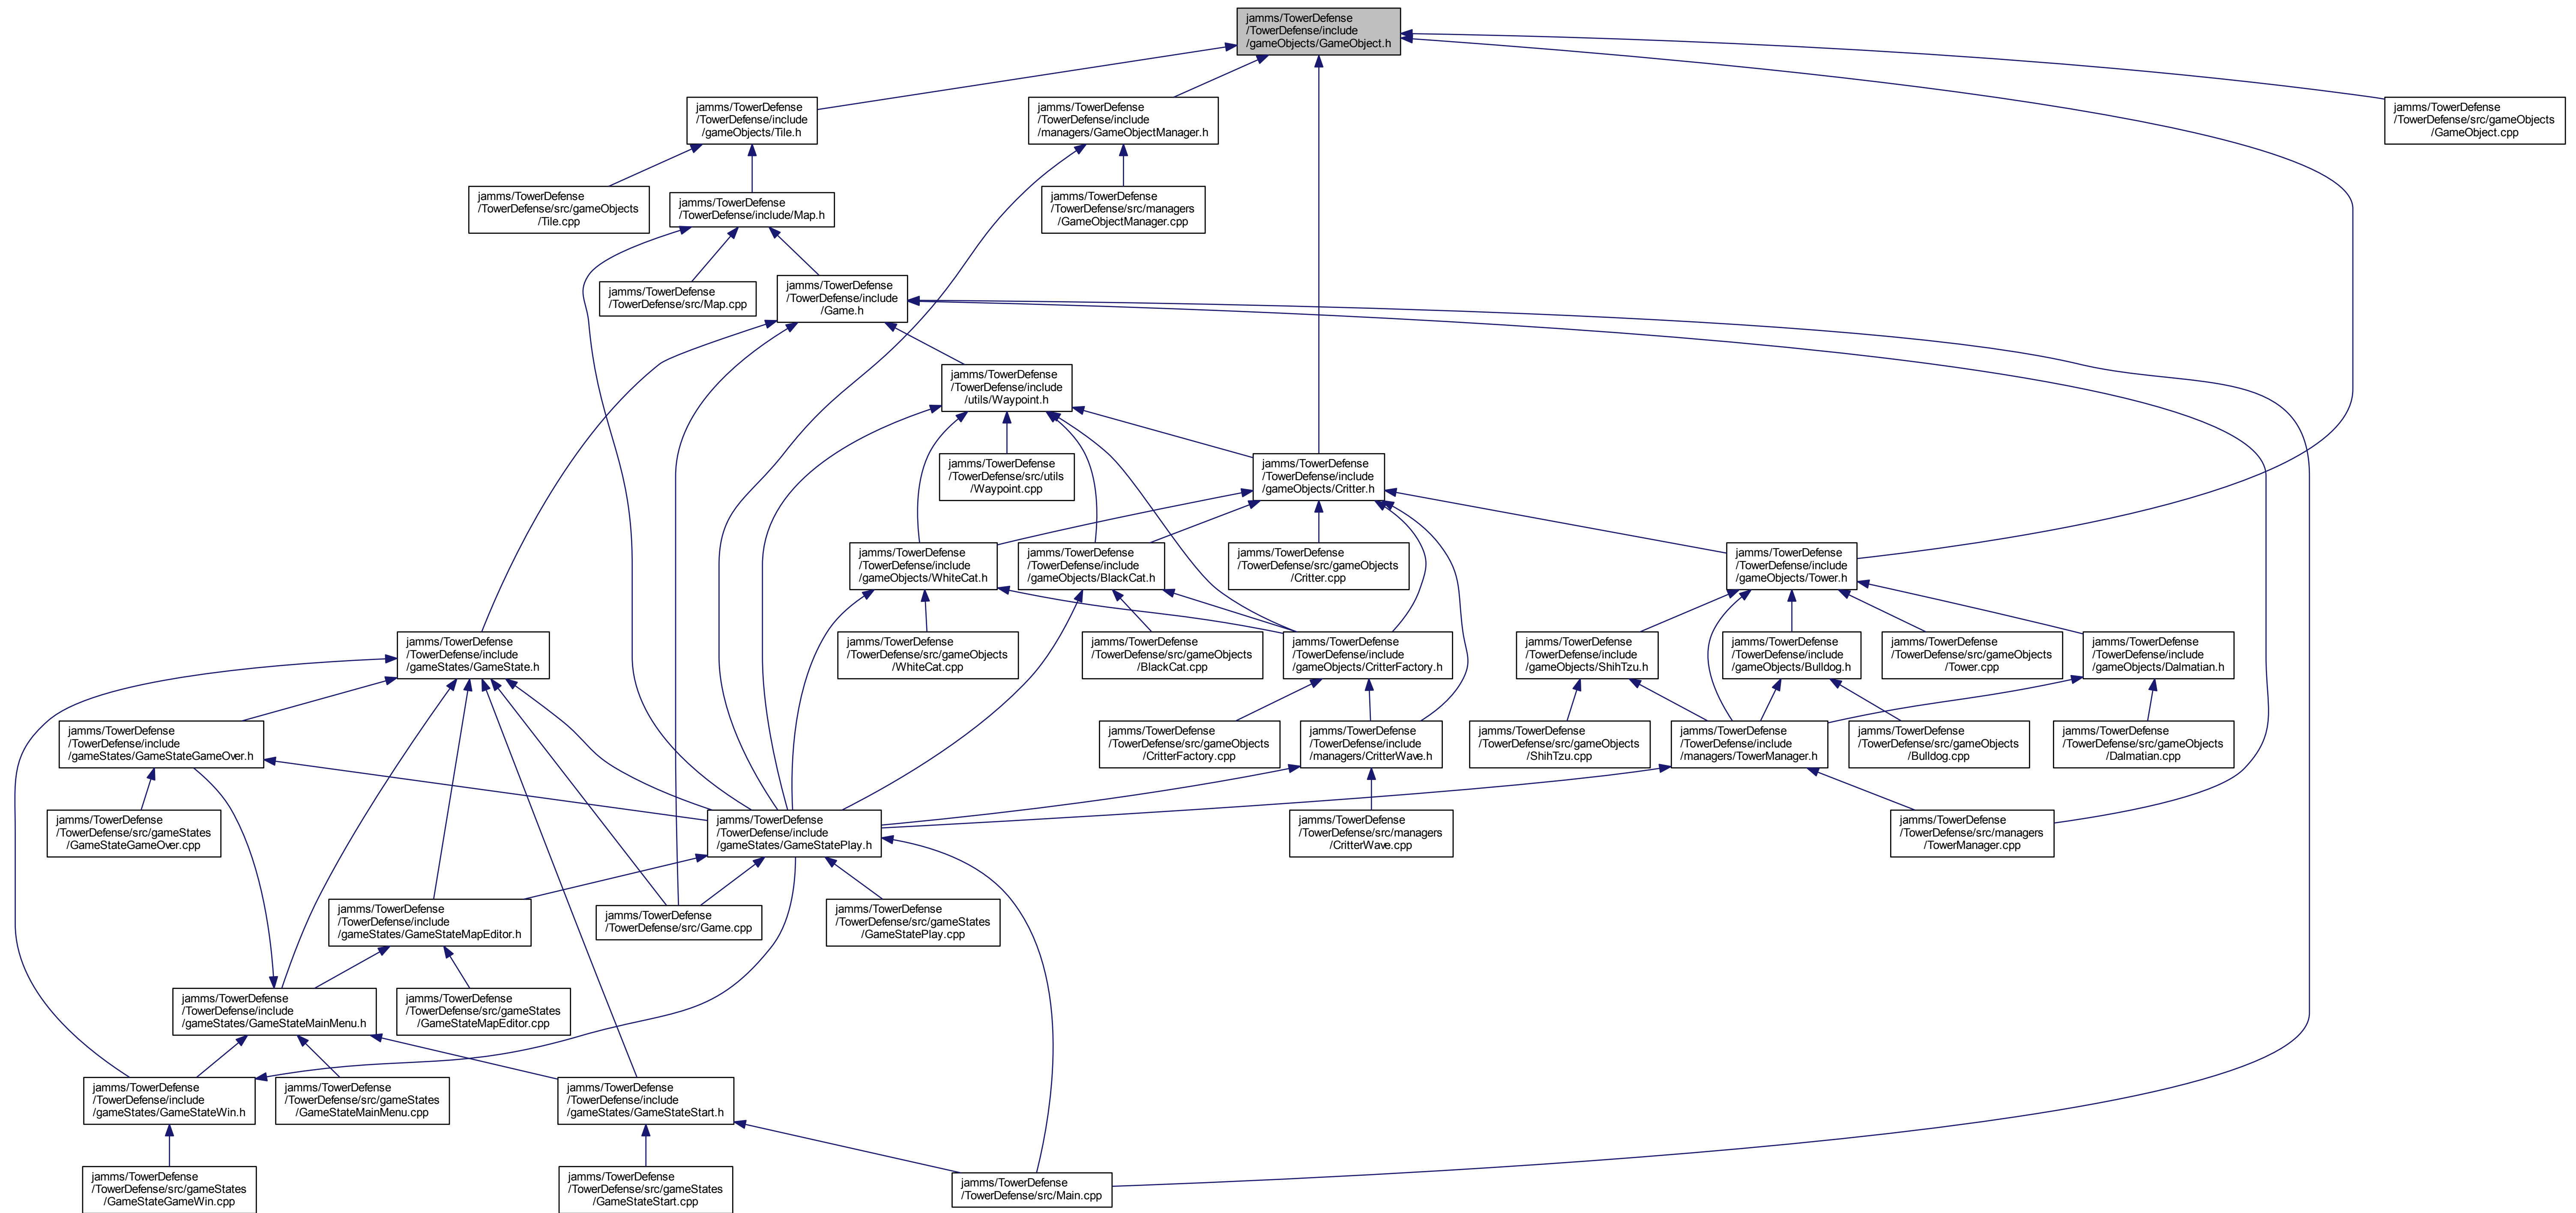 jamms/TowerDefense
/TowerDefense/include
/gameObjects/GameObject.h
jamms/TowerDefense
/TowerDefense/include
/gameObjects/Tile.h
jamms/TowerDefense
/TowerDefense/include
/managers/GameObjectManager.h
jamms/TowerDefense
/TowerDefense/src/gameObjects
/GameObject.cpp
jamms/TowerDefense
/TowerDefense/src/gameObjects
/Tile.cpp
jamms/TowerDefense
/TowerDefense/include/Map.h
jamms/TowerDefense
/TowerDefense/src/managers
/GameObjectManager.cpp
jamms/TowerDefense
/TowerDefense/src/Map.cpp
jamms/TowerDefense
/TowerDefense/include
/Game.h
jamms/TowerDefense
/TowerDefense/include
/utils/Waypoint.h
jamms/TowerDefense
/TowerDefense/src/utils
/Waypoint.cpp
jamms/TowerDefense
/TowerDefense/include
/gameObjects/Critter.h
jamms/TowerDefense
/TowerDefense/include
/gameObjects/WhiteCat.h
jamms/TowerDefense
/TowerDefense/include
/gameObjects/BlackCat.h
jamms/TowerDefense
/TowerDefense/src/gameObjects
/Critter.cpp
jamms/TowerDefense
/TowerDefense/include
/gameObjects/Tower.h
jamms/TowerDefense
/TowerDefense/include
/gameStates/GameState.h
jamms/TowerDefense
/TowerDefense/src/gameObjects
/WhiteCat.cpp
jamms/TowerDefense
/TowerDefense/src/gameObjects
/BlackCat.cpp
jamms/TowerDefense
/TowerDefense/include
/gameObjects/CritterFactory.h
jamms/TowerDefense
/TowerDefense/include
/gameObjects/ShihTzu.h
jamms/TowerDefense
/TowerDefense/include
/gameObjects/Bulldog.h
jamms/TowerDefense
/TowerDefense/src/gameObjects
/Tower.cpp
jamms/TowerDefense
/TowerDefense/include
/gameObjects/Dalmatian.h
jamms/TowerDefense
/TowerDefense/include
/gameStates/GameStateGameOver.h
jamms/TowerDefense
/TowerDefense/src/gameObjects
/CritterFactory.cpp
jamms/TowerDefense
/TowerDefense/include
/managers/CritterWave.h
jamms/TowerDefense
/TowerDefense/src/gameObjects
/ShihTzu.cpp
jamms/TowerDefense
/TowerDefense/include
/managers/TowerManager.h
jamms/TowerDefense
/TowerDefense/src/gameObjects
/Bulldog.cpp
jamms/TowerDefense
/TowerDefense/src/gameObjects
/Dalmatian.cpp
jamms/TowerDefense
/TowerDefense/src/gameStates
/GameStateGameOver.cpp
jamms/TowerDefense
/TowerDefense/include
/gameStates/GameStatePlay.h
jamms/TowerDefense
/TowerDefense/src/managers
/CritterWave.cpp
jamms/TowerDefense
/TowerDefense/src/managers
/TowerManager.cpp
jamms/TowerDefense
/TowerDefense/include
/gameStates/GameStateMapEditor.h
jamms/TowerDefense
/TowerDefense/src/Game.cpp
jamms/TowerDefense
/TowerDefense/src/gameStates
/GameStatePlay.cpp
jamms/TowerDefense
/TowerDefense/include
/gameStates/GameStateMainMenu.h
jamms/TowerDefense
/TowerDefense/src/gameStates
/GameStateMapEditor.cpp
jamms/TowerDefense
/TowerDefense/include
/gameStates/GameStateWin.h
jamms/TowerDefense
/TowerDefense/src/gameStates
/GameStateMainMenu.cpp
jamms/TowerDefense
/TowerDefense/include
/gameStates/GameStateStart.h
jamms/TowerDefense
/TowerDefense/src/gameStates
/GameStateGameWin.cpp
jamms/TowerDefense
/TowerDefense/src/gameStates
/GameStateStart.cpp
jamms/TowerDefense
/TowerDefense/src/Main.cpp